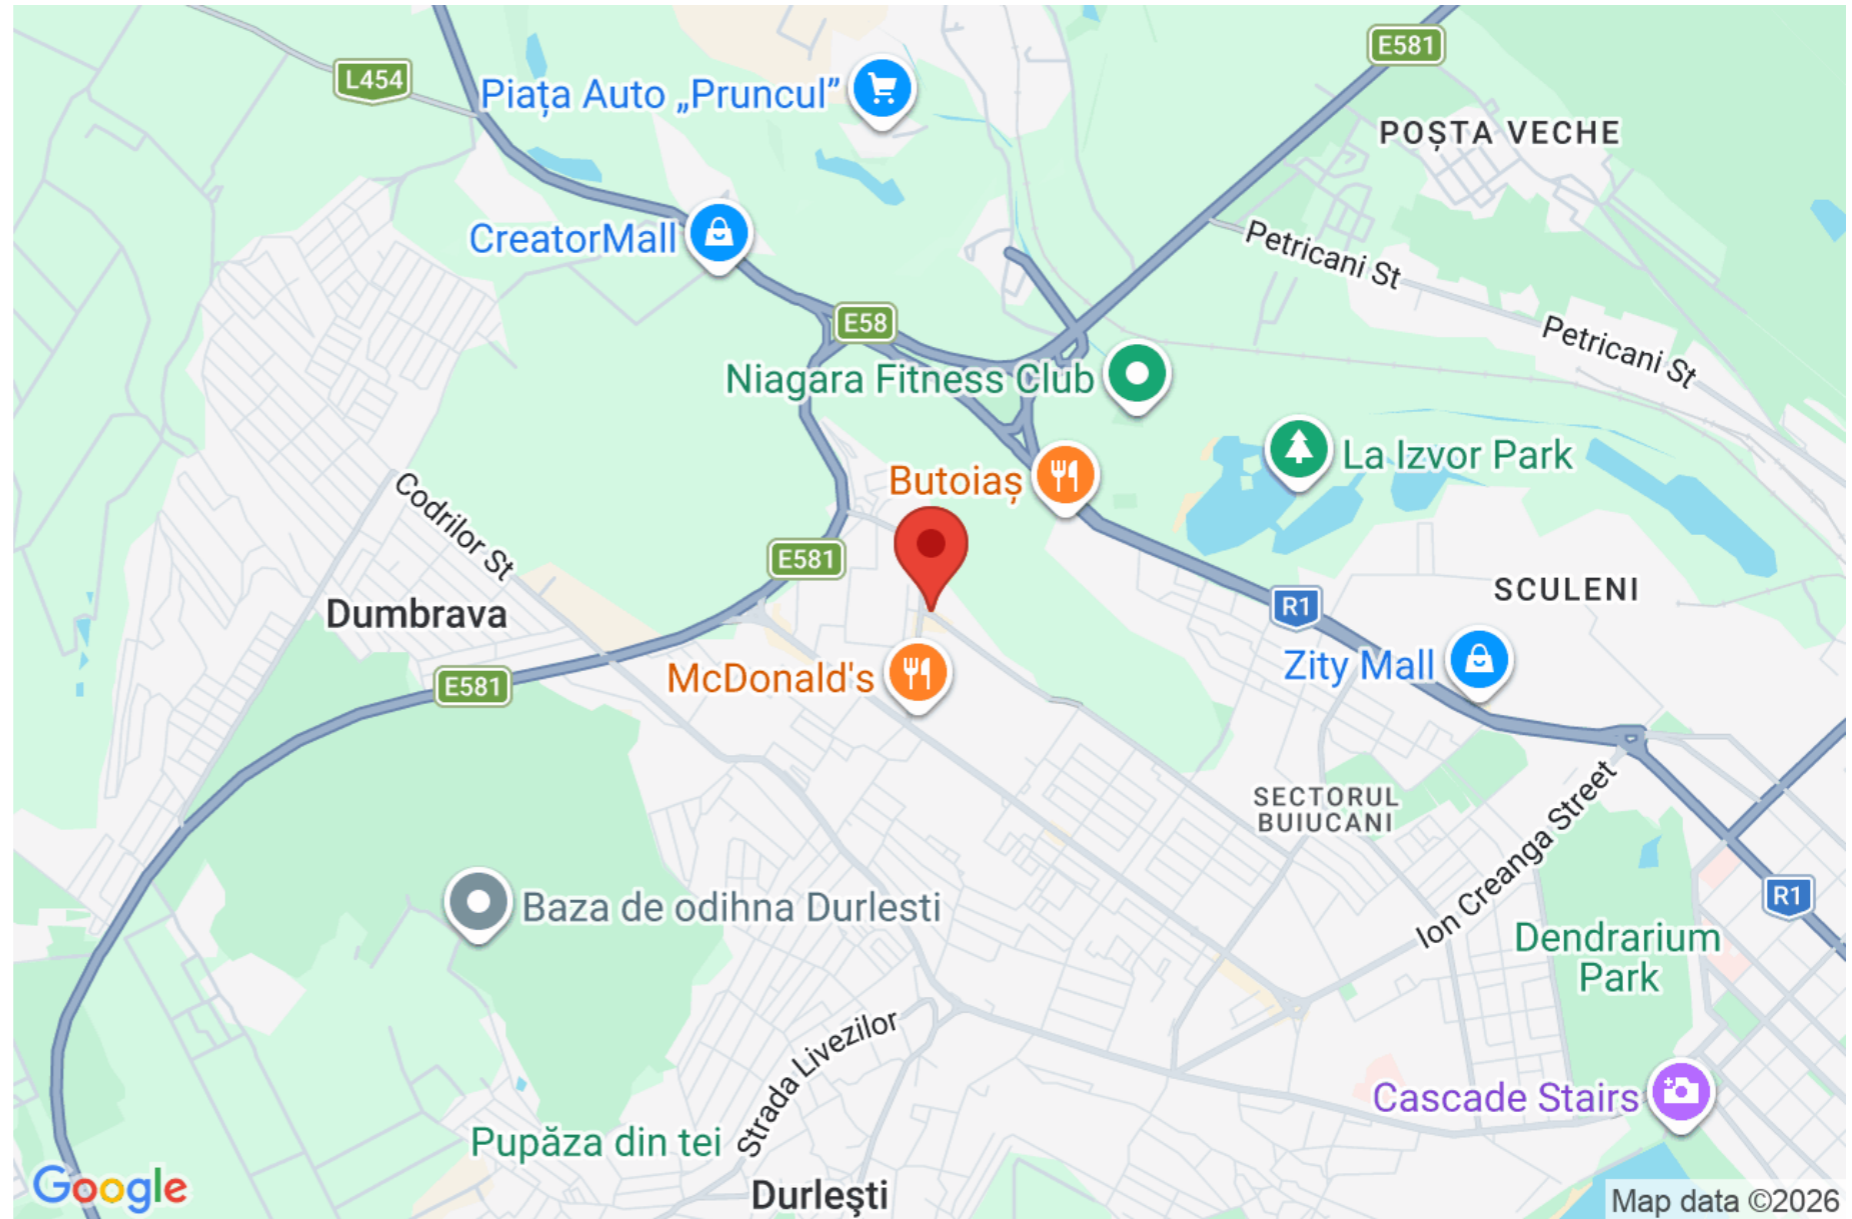 E581
L454
Piața Auto „Pruncul”
POȘTA VECHE
CreatorMall
Petricani St
E58
Petricani St
Niagara Fitness Club
La Izvor Park
Butoiaș
Codrilor St
E581
SCULENI
R1
Dumbrava
Zity Mall
McDonald's
E581
SECTORUL
BUIUCANI
Ion Creanga Street
R1
Baza de odihna Durlesti
Dendrarium
Park
Strada Livezilor
Cascade Stairs
Pupăza din tei
Google
Durleşti
Map data ©2026